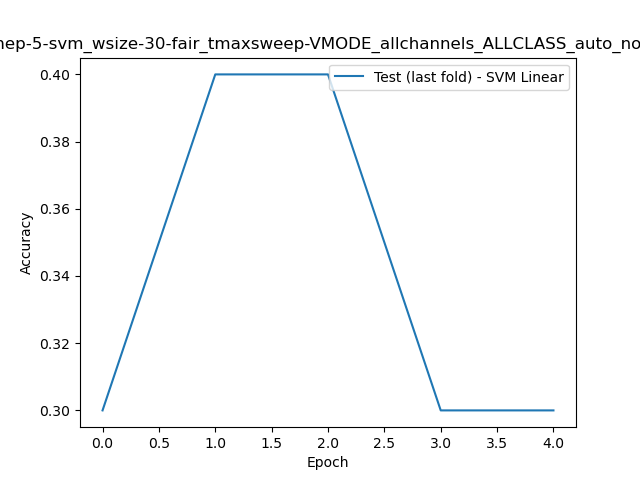 nep-5-svm_wsize-30-fair_tmaxsweep-VMODE_allchannels_ALLCLASS_auto_no
Test (last fold) - SVM Linear
Accuracy
0.40
0.38
0.36
0.34
0.32
0.30
0.0 0.5 1.0 1.5 2.0 2.5 3.0 3.5 4.0
Epoch